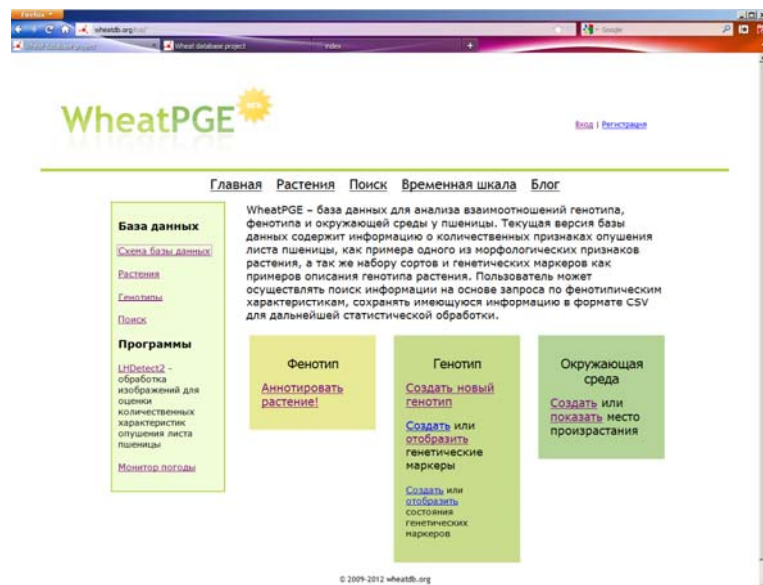 Firefox
wheatdb.org/rus/
Google
Wheat database project
Wheat database project
index
WheatPGE
Вход | Регистрация
Главная Растения Поиск Временная шкала Блог
База данных
Схема базы данных
Растения
Генотипы
Поиск
Программы
LHDetect2 –
обработка
изображений для
оценки
количественных
характеристик
опушения листа
пшеницы
Монитор погоды
WheatPGE – база данных для анализа взаимоотношений генотипа,
фенотипа и окружающей среды у пшеницы. Текущая версия базы
данных содержит информацию о количественных признаках опушения
листа пшеницы, как примера одного из морфологических признаков
растения, а так же набору сортов и генетических маркеров как
примеров описания генотипа растения. Пользователь может
осуществлять поиск информации на основе запроса по фенотипическим
характеристикам, сохранять имеющуюся информацию в формате CSV
для дальнейшей статистической обработки.
Фенотип
Аннотировать
растение!
Генотип
Создать новый
генотип
Создать или
отобразить
генетические
маркеры
Создать или
отобразить
состояния
генетических
маркеров
Окружающая
среда
Создать или
показать место
произрастания
© 2009-2012 wheatdb.org